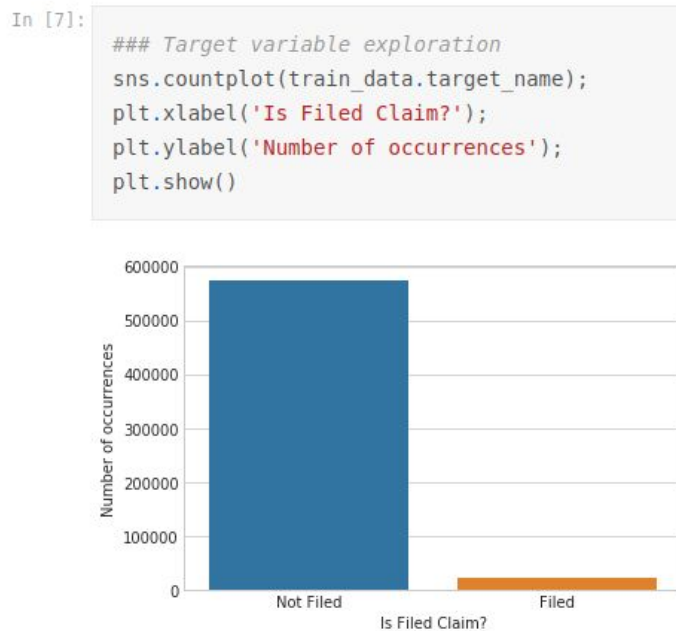 In [7]:
### Target variable exploration
sns.countplot(train_data.target_name);
plt.xlabel('Is Filed Claim?');
plt.ylabel('Number of occurrences');
plt.show()
600000
500000
400000
300000
200000
100000
0
Number of occurrences
Not Filed Filed
Is Filed Claim?